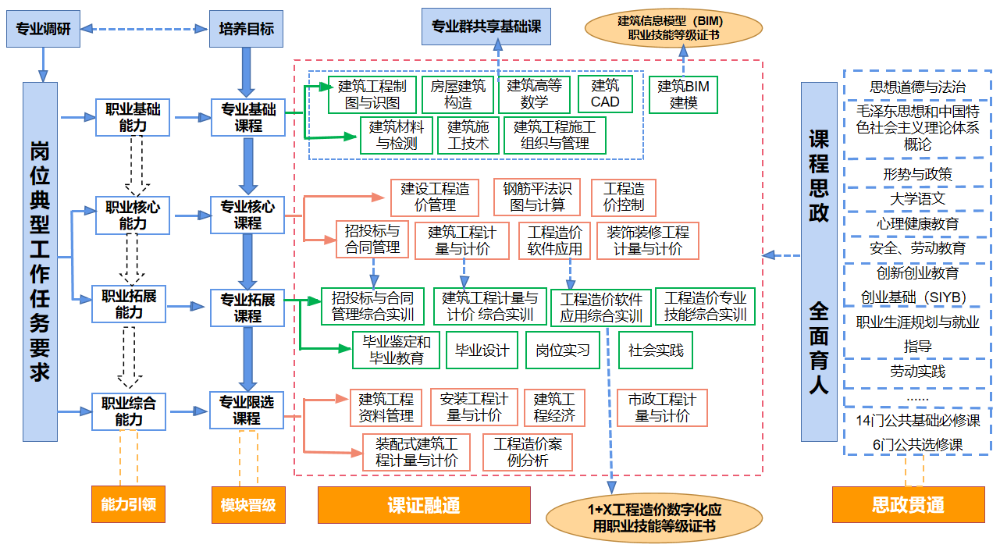 专业调研
培养目标
专业群共享基础课
建筑信息模型（BIM）
职业技能等级证书
岗位典型工作任务要求
职业基础
能力
专业基础
课程
建筑工程制
图与识图
房屋建筑
构造
建筑高等
数学
建筑
CAD
建筑BIM
建模
建筑材料
与检测
建筑施
工技术
建筑工程施工
组织与管理
职业核心
能力
专业核心
课程
建设工程造
价管理
钢筋平法识
图与计算
工程造
价控制
招投标与
合同管理
建筑工程计
量与计价
工程造价
软件应用
装饰装修工程
计量与计价
职业拓展
能力
专业拓展
课程
招投标与合同
管理综合实训
建筑工程计量与
计价 综合实训
工程造价软件
应用综合实训
工程造价专业
技能综合实训
毕业鉴定和
毕业教育
毕业设计
岗位实习
社会实践
职业综合
能力
专业限选
课程
建筑工程
资料管理
安装工程计
量与计价
建筑工
程经济
市政工程计
量与计价
装配式建筑工
程计量与计价
工程造价案
例分析
课程思政
全面育人
思想道德与法治
毛泽东思想和中国特
色社会主义理论体系
概论
形势与政策
大学语文
心理健康教育
安全、劳动教育
创新创业教育
创业基础（SIYB）
职业生涯规划与就业
指导
劳动实践
......
14门公共基础必修课
6门公共选修课
能力引领
模块晋级
课证融通
1+X工程造价数字化应
用职业技能等级证书
思政贯通